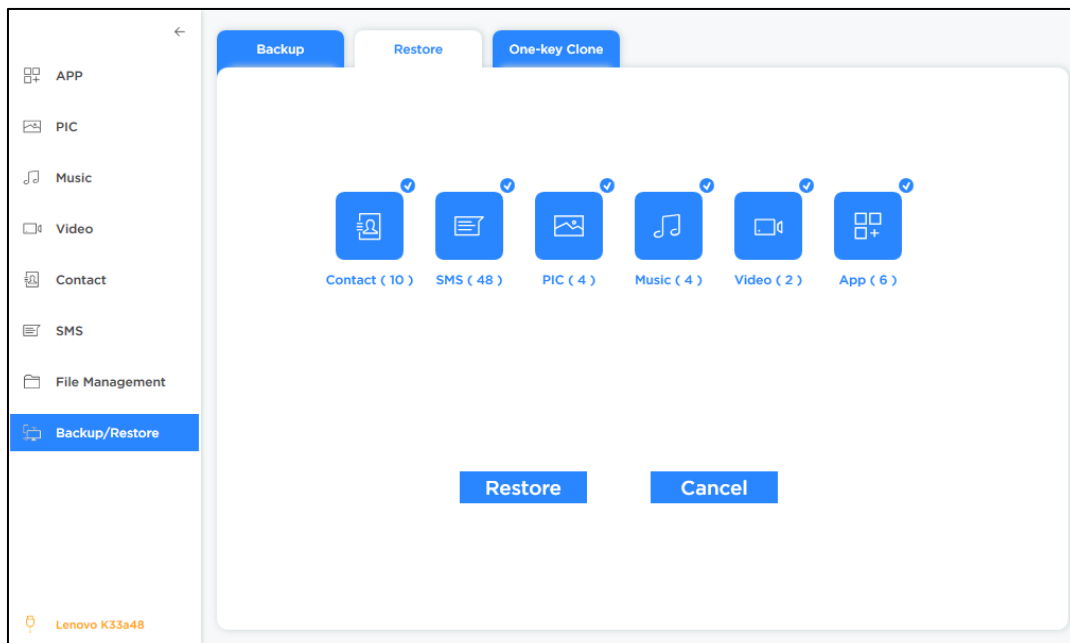 APP
PIC
Music
Video
Contact
SMS
File Management
Backup/Restore
Lenovo K33a48
Backup
Restore
One-key Clone
Contact ( 10 )
SMS ( 48 )
PIC ( 4 )
Music ( 4 )
Video ( 2 )
App ( 6 )
Restore
Cancel